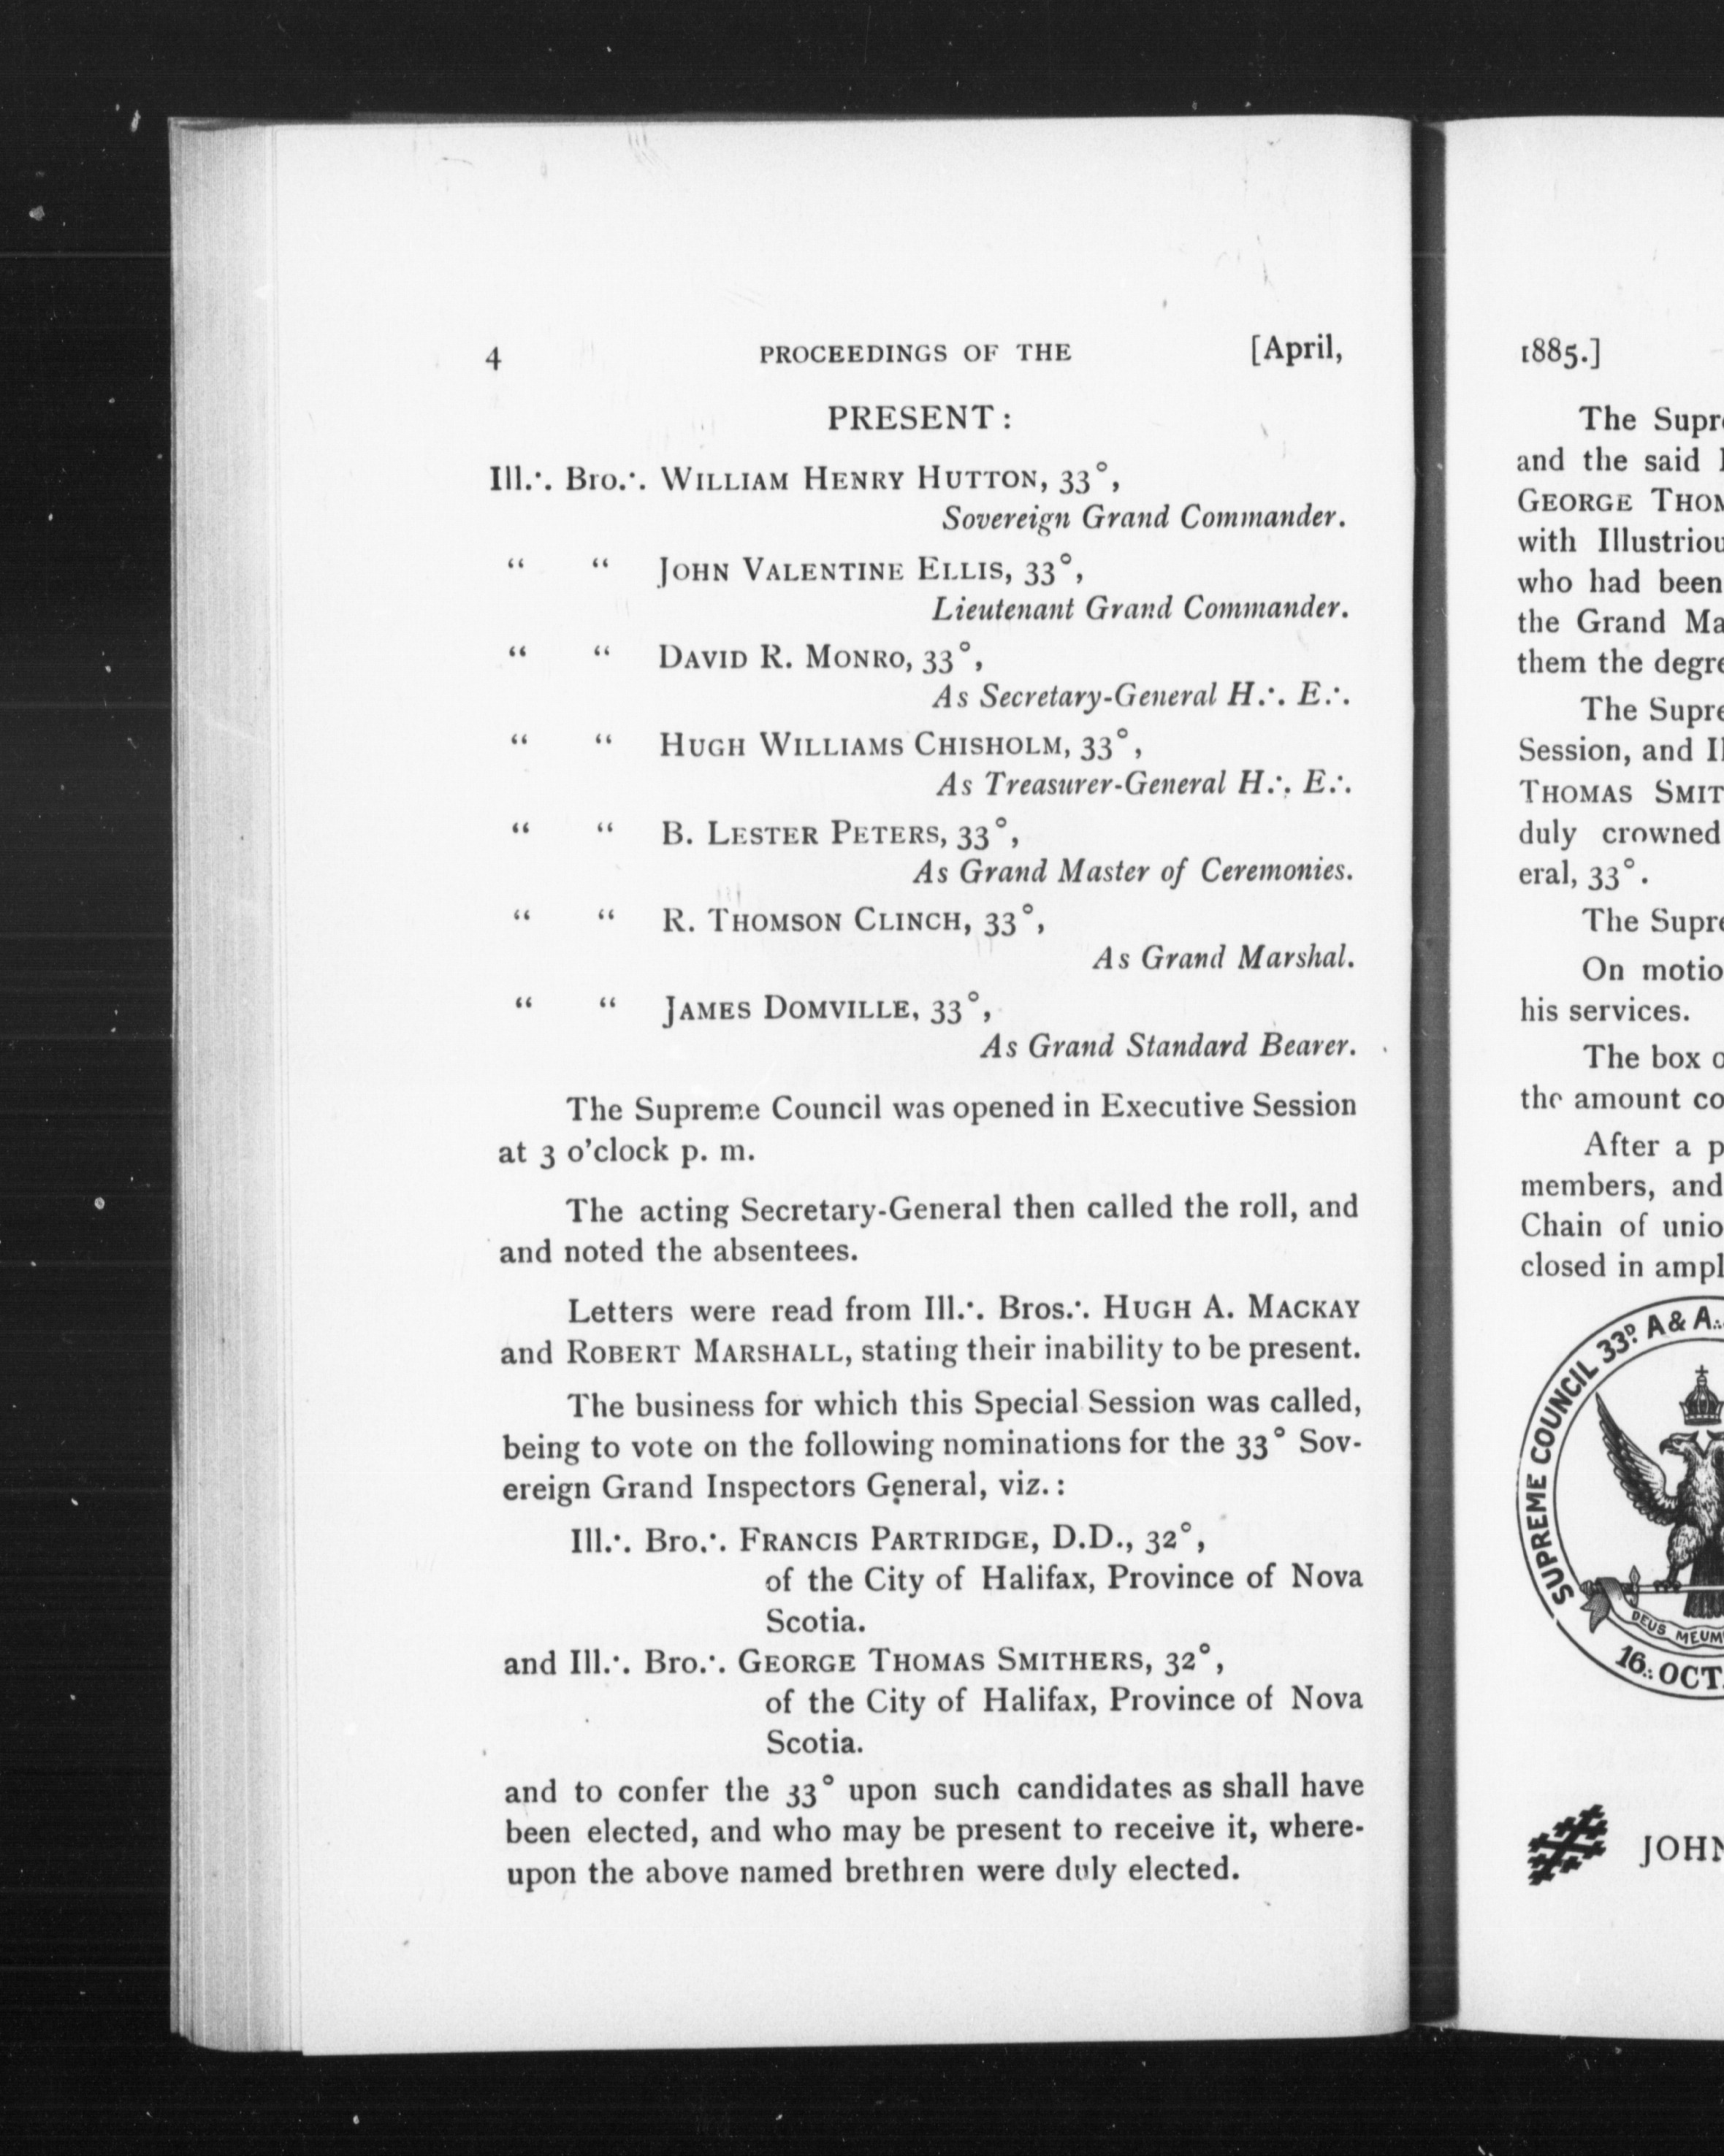 4 PROCEEDINGS OF THE [April,
PRESENT:
Ill.·. Bro.·. WILLIAM HENRY HUTTON, 33°,
Sovereign Grand Commander.
“ “ JOHN VALENTINE ELLIS, 33°,
Lieutenant Grand Commander.
“ “ DAVID R. MONRO, 33°,
As Secretary-General H.·. E.·.
“ “ HUGH WILLIAMS CHISHOLM, 33°,
As Treasurer-General H.·. E.·.
“ “ B. LESTER PETERS, 33°,
As Grand Master of Ceremonies.
“ “ R. THOMSON CLINCH, 33°,
As Grand Marshal.
“ “ JAMES DOMVILLE, 33°,
As Grand Standard Bearer.
The Supreme Council was opened in Executive Session
at 3 o'clock p. m.
The acting Secretary-General then called the roll, and
and noted the absentees.
Letters were read from Ill.·. Bros.·. HUGH A. MACKAY
and ROBERT MARSHALL, stating their inability to be present.
The business for which this Special Session was called,
being to vote on the following nominations for the 33° Sov-
ereign Grand Inspectors General, viz.:
Ill.·. Bro.·. FRANCIS PARTRIDGE, D.D., 32°,
of the City of Halifax, Province of Nova
Scotia.
and Ill.·. Bro.·. GEORGE THOMAS SMITHERS, 32°,
of the City of Halifax, Province of Nova
Scotia.
and to confer the 33° upon such candidates as shall have
been elected, and who may be present to receive it, where-
upon the above named brethren were duly elected.
1885.]
The Supre
and the said
GEORGE THOM
with Illustriou
who had been
the Grand Ma
them the degre
The Supre
Session, and Il
THOMAS SMIT
duly crowned
eral, 33°.
The Supre
On motio
his services.
The box o
the amount co
After a p
members, and
Chain of unio
closed in ampl
SUPREME COUNCIL 33D. A & A.·.
DEUS MEUM
16.·. OCT.
JOHN